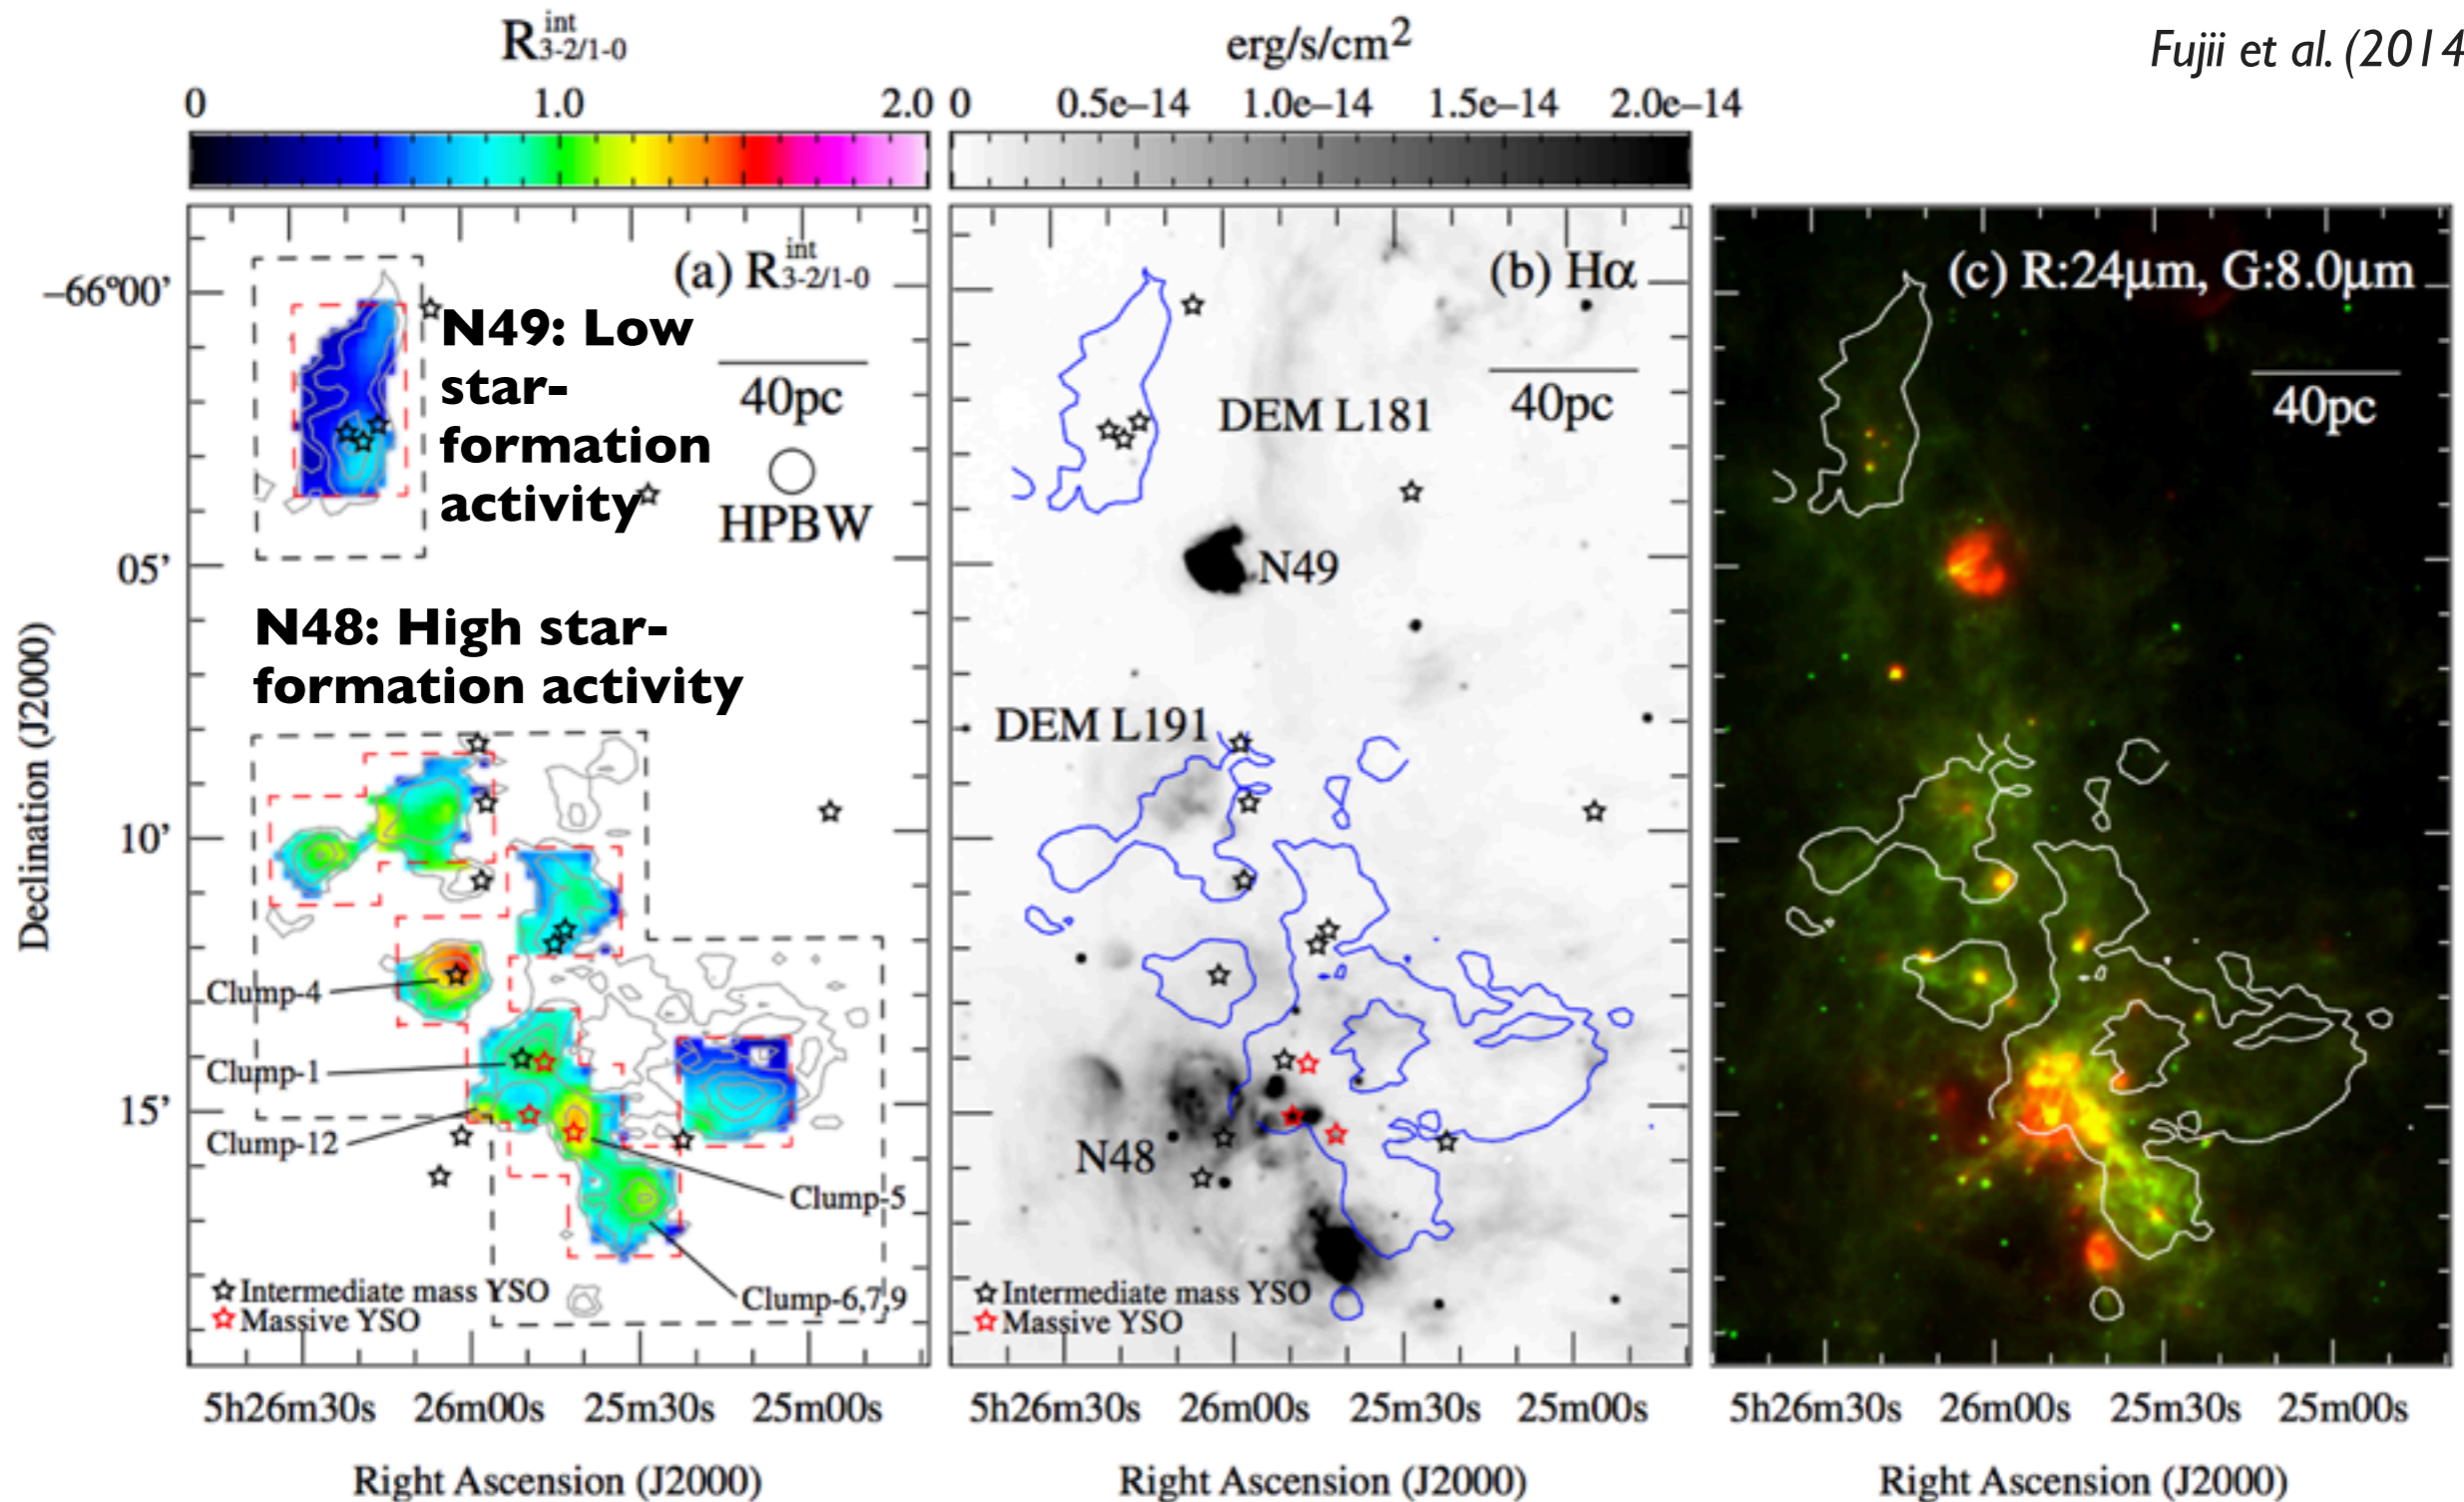 Fujii et al. (2014
R int 3-2/1-0
0 1.0 2.0
erg/s/cm²
0 0.5e−14 1.0e−14 1.5e−14 2.0e−14
(a) R int 3-2/1-0
N49: Low
star-
formation
activity
40pc
HPBW
N48: High star-
formation activity
Clump-4
Clump-1
Clump-12
Clump-5
Clump-6,7,9
Intermediate mass YSO
Massive YSO
−66º00’
05’
10’
15’
Declination (J2000)
5h26m30s 26m00s 25m30s 25m00s
Right Ascension (J2000)
(b) Hα
40pc
DEM L181
N49
DEM L191
N48
Intermediate mass YSO
Massive YSO
5h26m30s 26m00s 25m30s 25m00s
Right Ascension (J2000)
(c) R:24μm, G:8.0μm
40pc
5h26m30s 26m00s 25m30s 25m00s
Right Ascension (J2000)